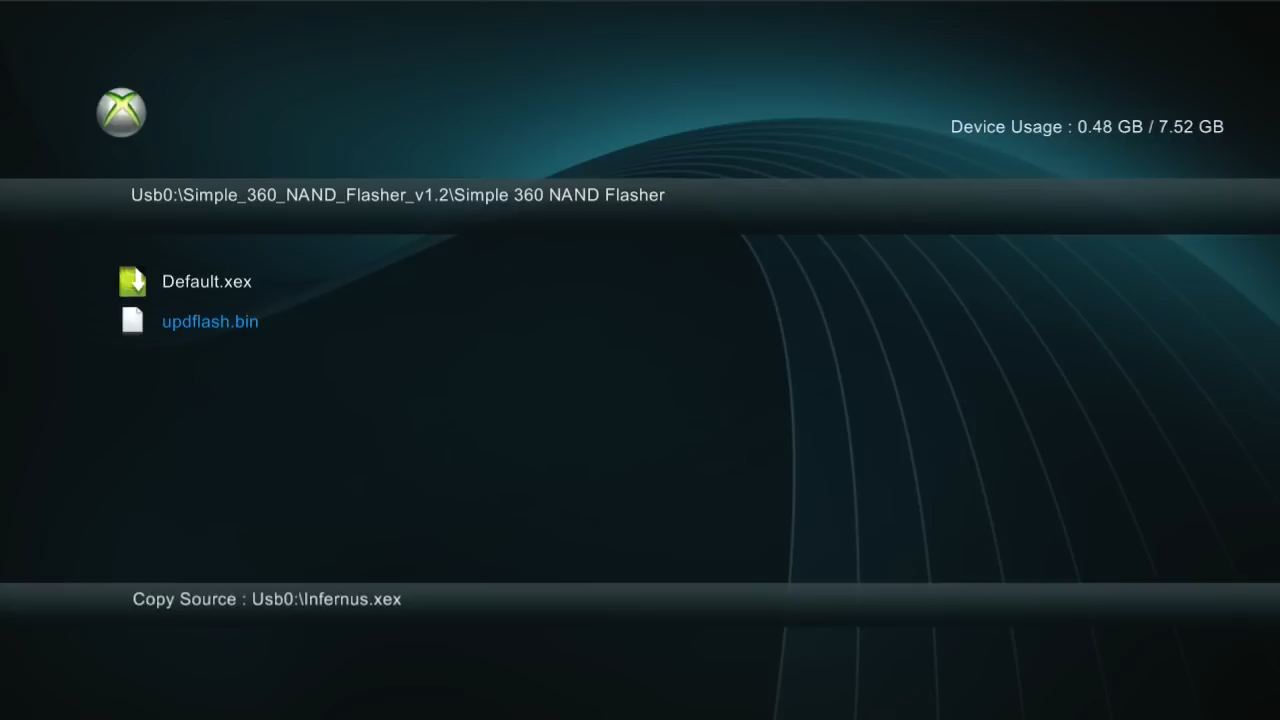 Device Usage : 0.48 GB / 7.52 GB
Usb0:\Simple_360_NAND_Flasher_v1.2\Simple 360 NAND Flasher
Default.xex
updflash.bin
Copy Source : Usb0:\Infernus.xex